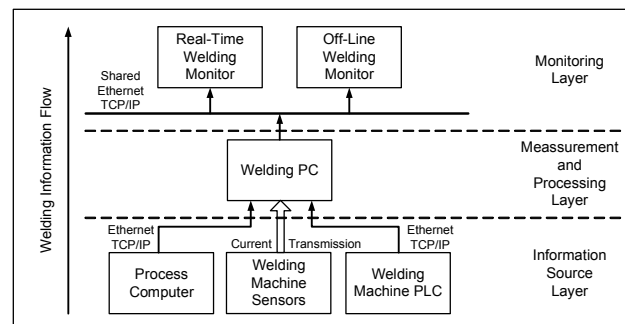 Real-Time
Welding
Monitor
Off-Line
Welding
Monitor
Monitoring
Layer
Shared
Ethernet
TCP/IP
Welding Information Flow
Welding PC
Meassurement
and
Processing
Layer
Ethernet
TCP/IP
Current
Transmission
Ethernet
TCP/IP
Process
Computer
Welding
Machine
Sensors
Welding
Machine PLC
Information
Source
Layer